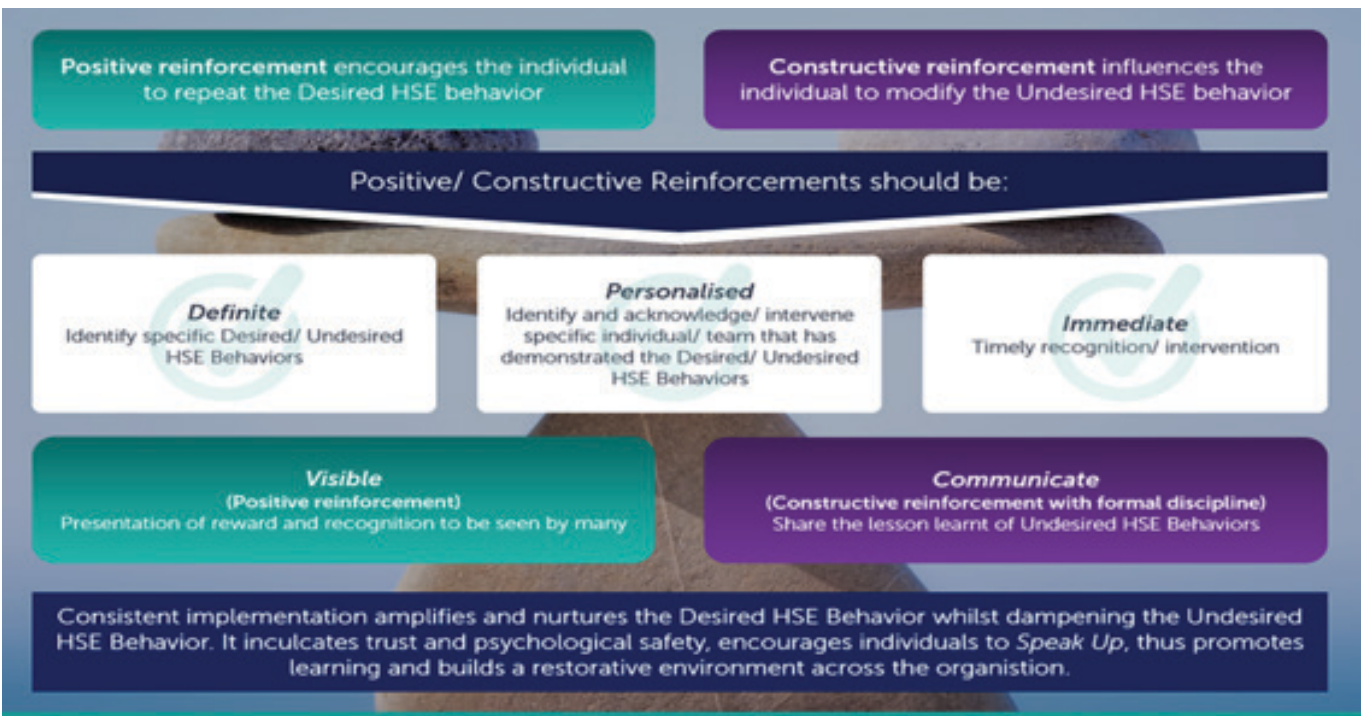 Positive reinforcement encourages the individual
to repeat the Desired HSE behavior
Constructive reinforcement influences the
individual to modify the Undesired HSE behavior
Positive/ Constructive Reinforcements should be:
Definite
Identify specific Desired/ Undesired
HSE Behaviors
Personalised
Identify and acknowledge/ intervene
specific individual/ team that has
demonstrated the Desired/ Undesired
HSE Behaviors
Immediate
Timely recognition/ intervention
Visible
(Positive reinforcement)
Presentation of reward and recognition to be seen by many
Communicate
(Constructive reinforcement with formal discipline)
Share the lesson learnt of Undesired HSE Behaviors
Consistent implementation amplifies and nurtures the Desired HSE Behavior whilst dampening the Undesired
HSE Behavior. It inculcates trust and psychological safety, encourages individuals to Speak Up, thus promotes
learning and builds a restorative environment across the organistion.